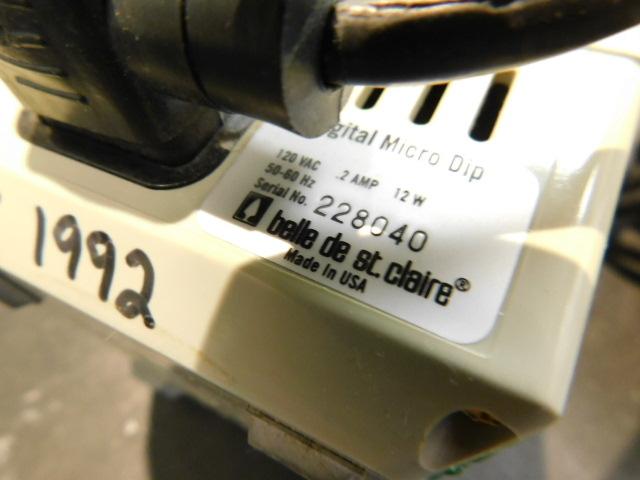 gital Micro Dip
120 VAC .2 AMP 12 W
50-60 Hz
Serial No. 228040
belle de st. claire®
Made In USA
1992